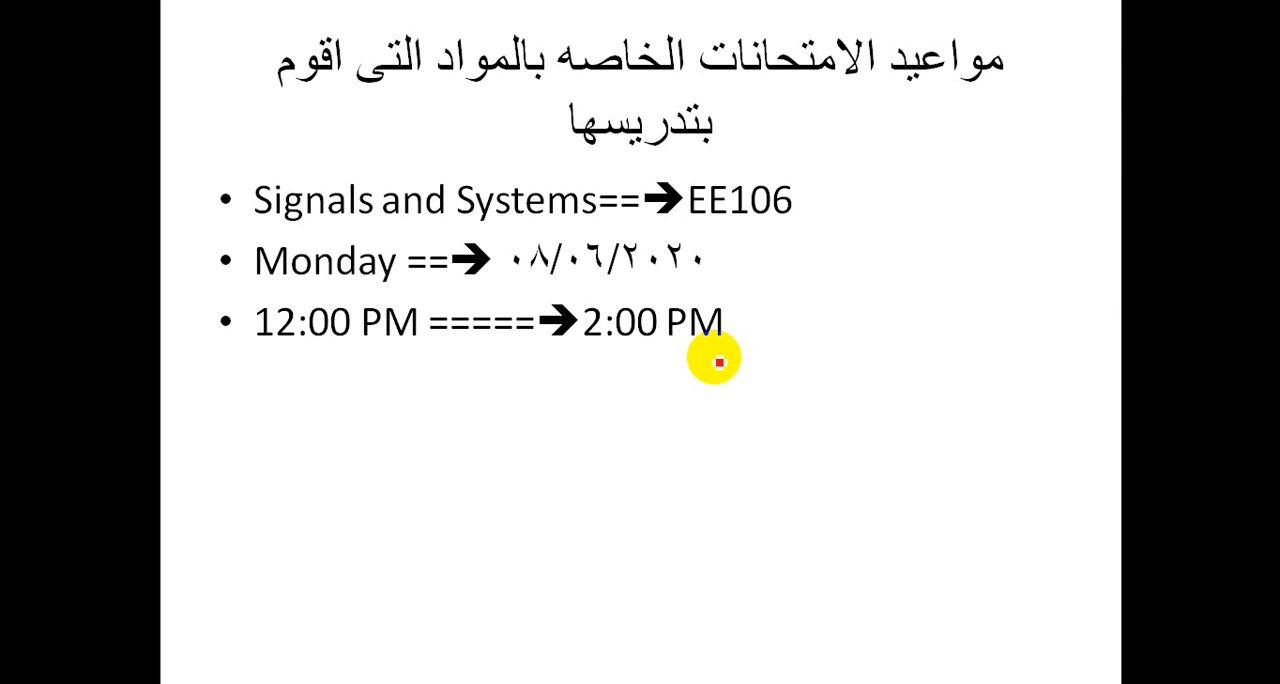 مواعيد الامتحانات الخاصه بالمواد التى اقوم
بتدريسها
• Signals and Systems==➔EE106
• Monday ==➔ ٠٨/٠٦/٢٠٢٠
• 12:00 PM =====➔2:00 PM